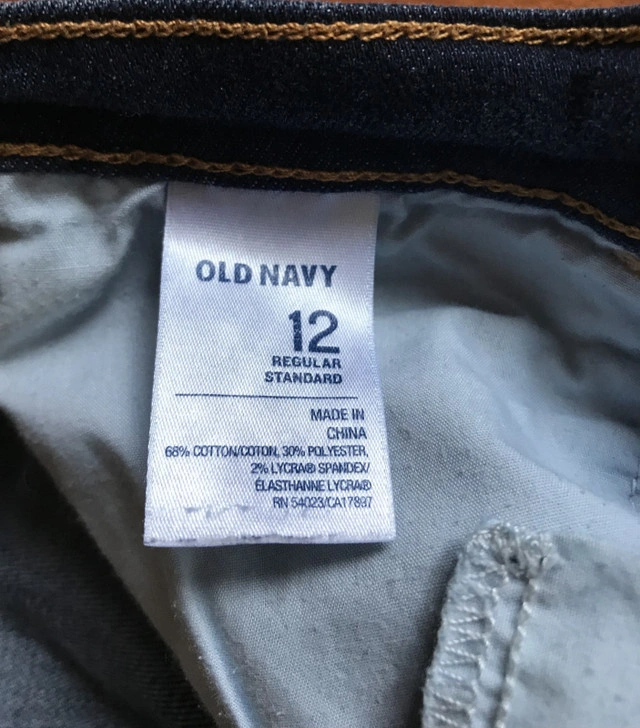 OLD NAVY
12
REGULAR
STANDARD
MADE IN
CHINA
68% COTTON/COTON, 30% POLYESTER,
2% LYCRA® SPANDEX/
ÉLASTHANNE LYCRA®
RN 54023/CA17897